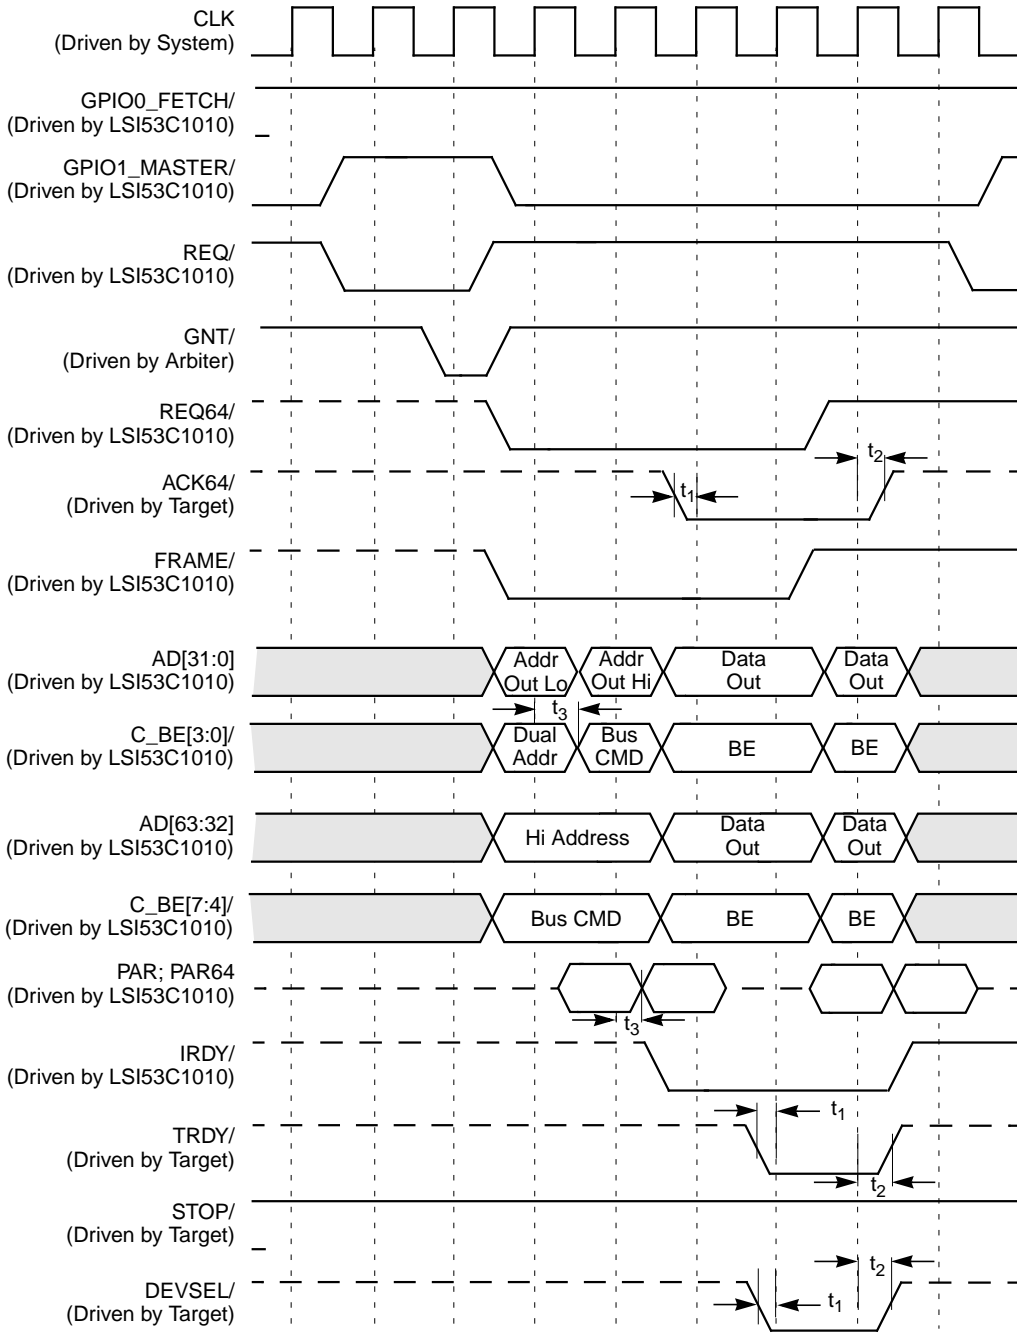 CLK
(Driven by System)
GPIO0_FETCH/
(Driven by LSI53C1010)
GPIO1_MASTER/
(Driven by LSI53C1010)
REQ/
(Driven by LSI53C1010)
GNT/
(Driven by Arbiter)
REQ64/
(Driven by LSI53C1010)
t2
ACK64/
(Driven by Target)
t1
FRAME/
(Driven by LSI53C1010)
AD[31:0]
(Driven by LSI53C1010)
Addr
Out Lo
Addr
Out Hi
Data
Out
Data
Out
t3
C_BE[3:0]/
(Driven by LSI53C1010)
Dual
Addr
Bus
CMD
BE
BE
AD[63:32]
(Driven by LSI53C1010)
Hi Address
Data
Out
Data
Out
C_BE[7:4]/
(Driven by LSI53C1010)
Bus CMD
BE
BE
PAR; PAR64
(Driven by LSI53C1010)
t3
IRDY/
(Driven by LSI53C1010)
t1
TRDY/
(Driven by Target)
t2
STOP/
(Driven by Target)
t2
DEVSEL/
(Driven by Target)
t1